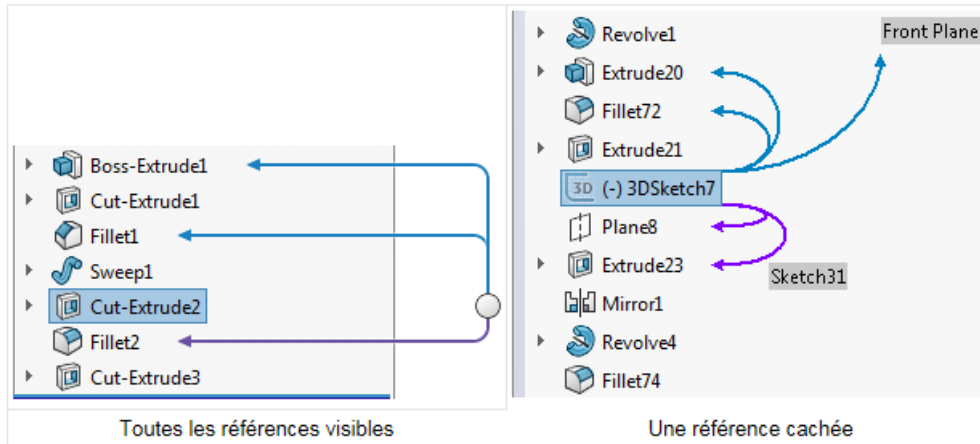 Boss-Extrude1
Cut-Extrude1
Fillet1
Sweep1
Cut-Extrude2
Fillet2
Cut-Extrude3
Toutes les références visibles
Front Plane
Revolve1
Extrude20
Fillet72
Extrude21
3D (-) 3DSketch7
Plane8
Extrude23
Sketch31
Mirror1
Revolve4
Fillet74
Une référence cachée